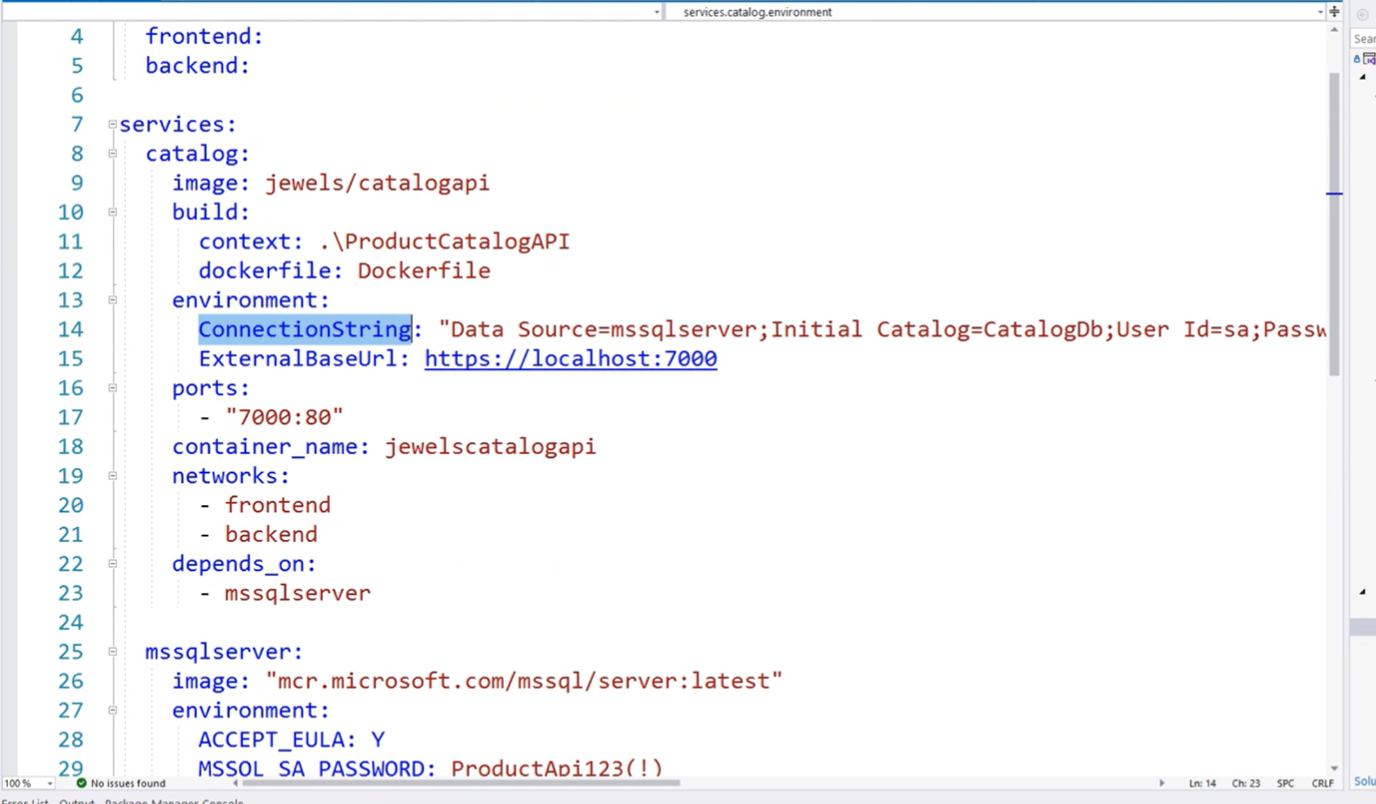 services.catalog.environment
4 frontend:
5 backend:
6
7 services:
8 catalog:
9 image: jewels/catalogapi
10 build:
11 context: .\ProductCatalogAPI
12 dockerfile: Dockerfile
13 environment:
14 ConnectionString: "Data Source=mssqlserver;Initial Catalog=CatalogDb;User Id=sa;Passw
15 ExternalBaseUrl: https://localhost:7000
16 ports:
17 - "7000:80"
18 container_name: jewelscatalogapi
19 networks:
20 - frontend
21 - backend
22 depends_on:
23 - mssqlserver
24
25 mssqlserver:
26 image: "mcr.microsoft.com/mssql/server:latest"
27 environment:
28 ACCEPT_EULA: Y
29 MSSQL_SA_PASSWORD: ProductApi123(!)
100 % No issues found Ln: 14 Ch: 23 SPC CRLF
Error List Output Package Manager Console
Sear
Solu